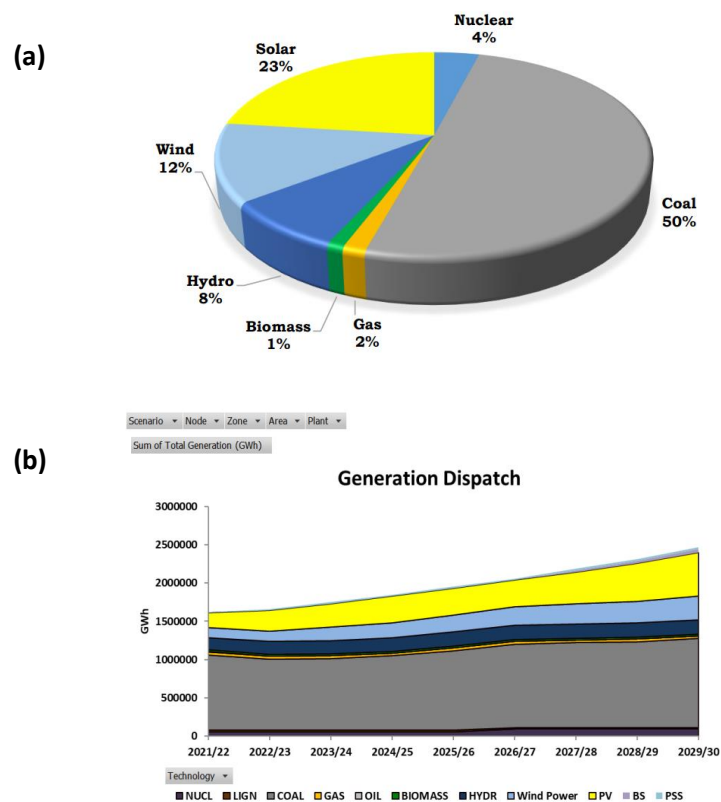 (a)
Nuclear
4%
Solar
23%
Wind
12%
Coal
50%
Hydro
8%
Biomass
1%
Gas
2%
Scenario Node Zone Area Plant
Sum of Total Generation (GWh)
(b)
Generation Dispatch
3000000
2500000
2000000
1500000
1000000
500000
0
GWh
2021/22 2022/23 2023/24 2024/25 2025/26 2026/27 2027/28 2028/29 2029/30
Technology
NUCL LIGN COAL GAS OIL BIOMASS HYDR Wind Power PV BS PSS